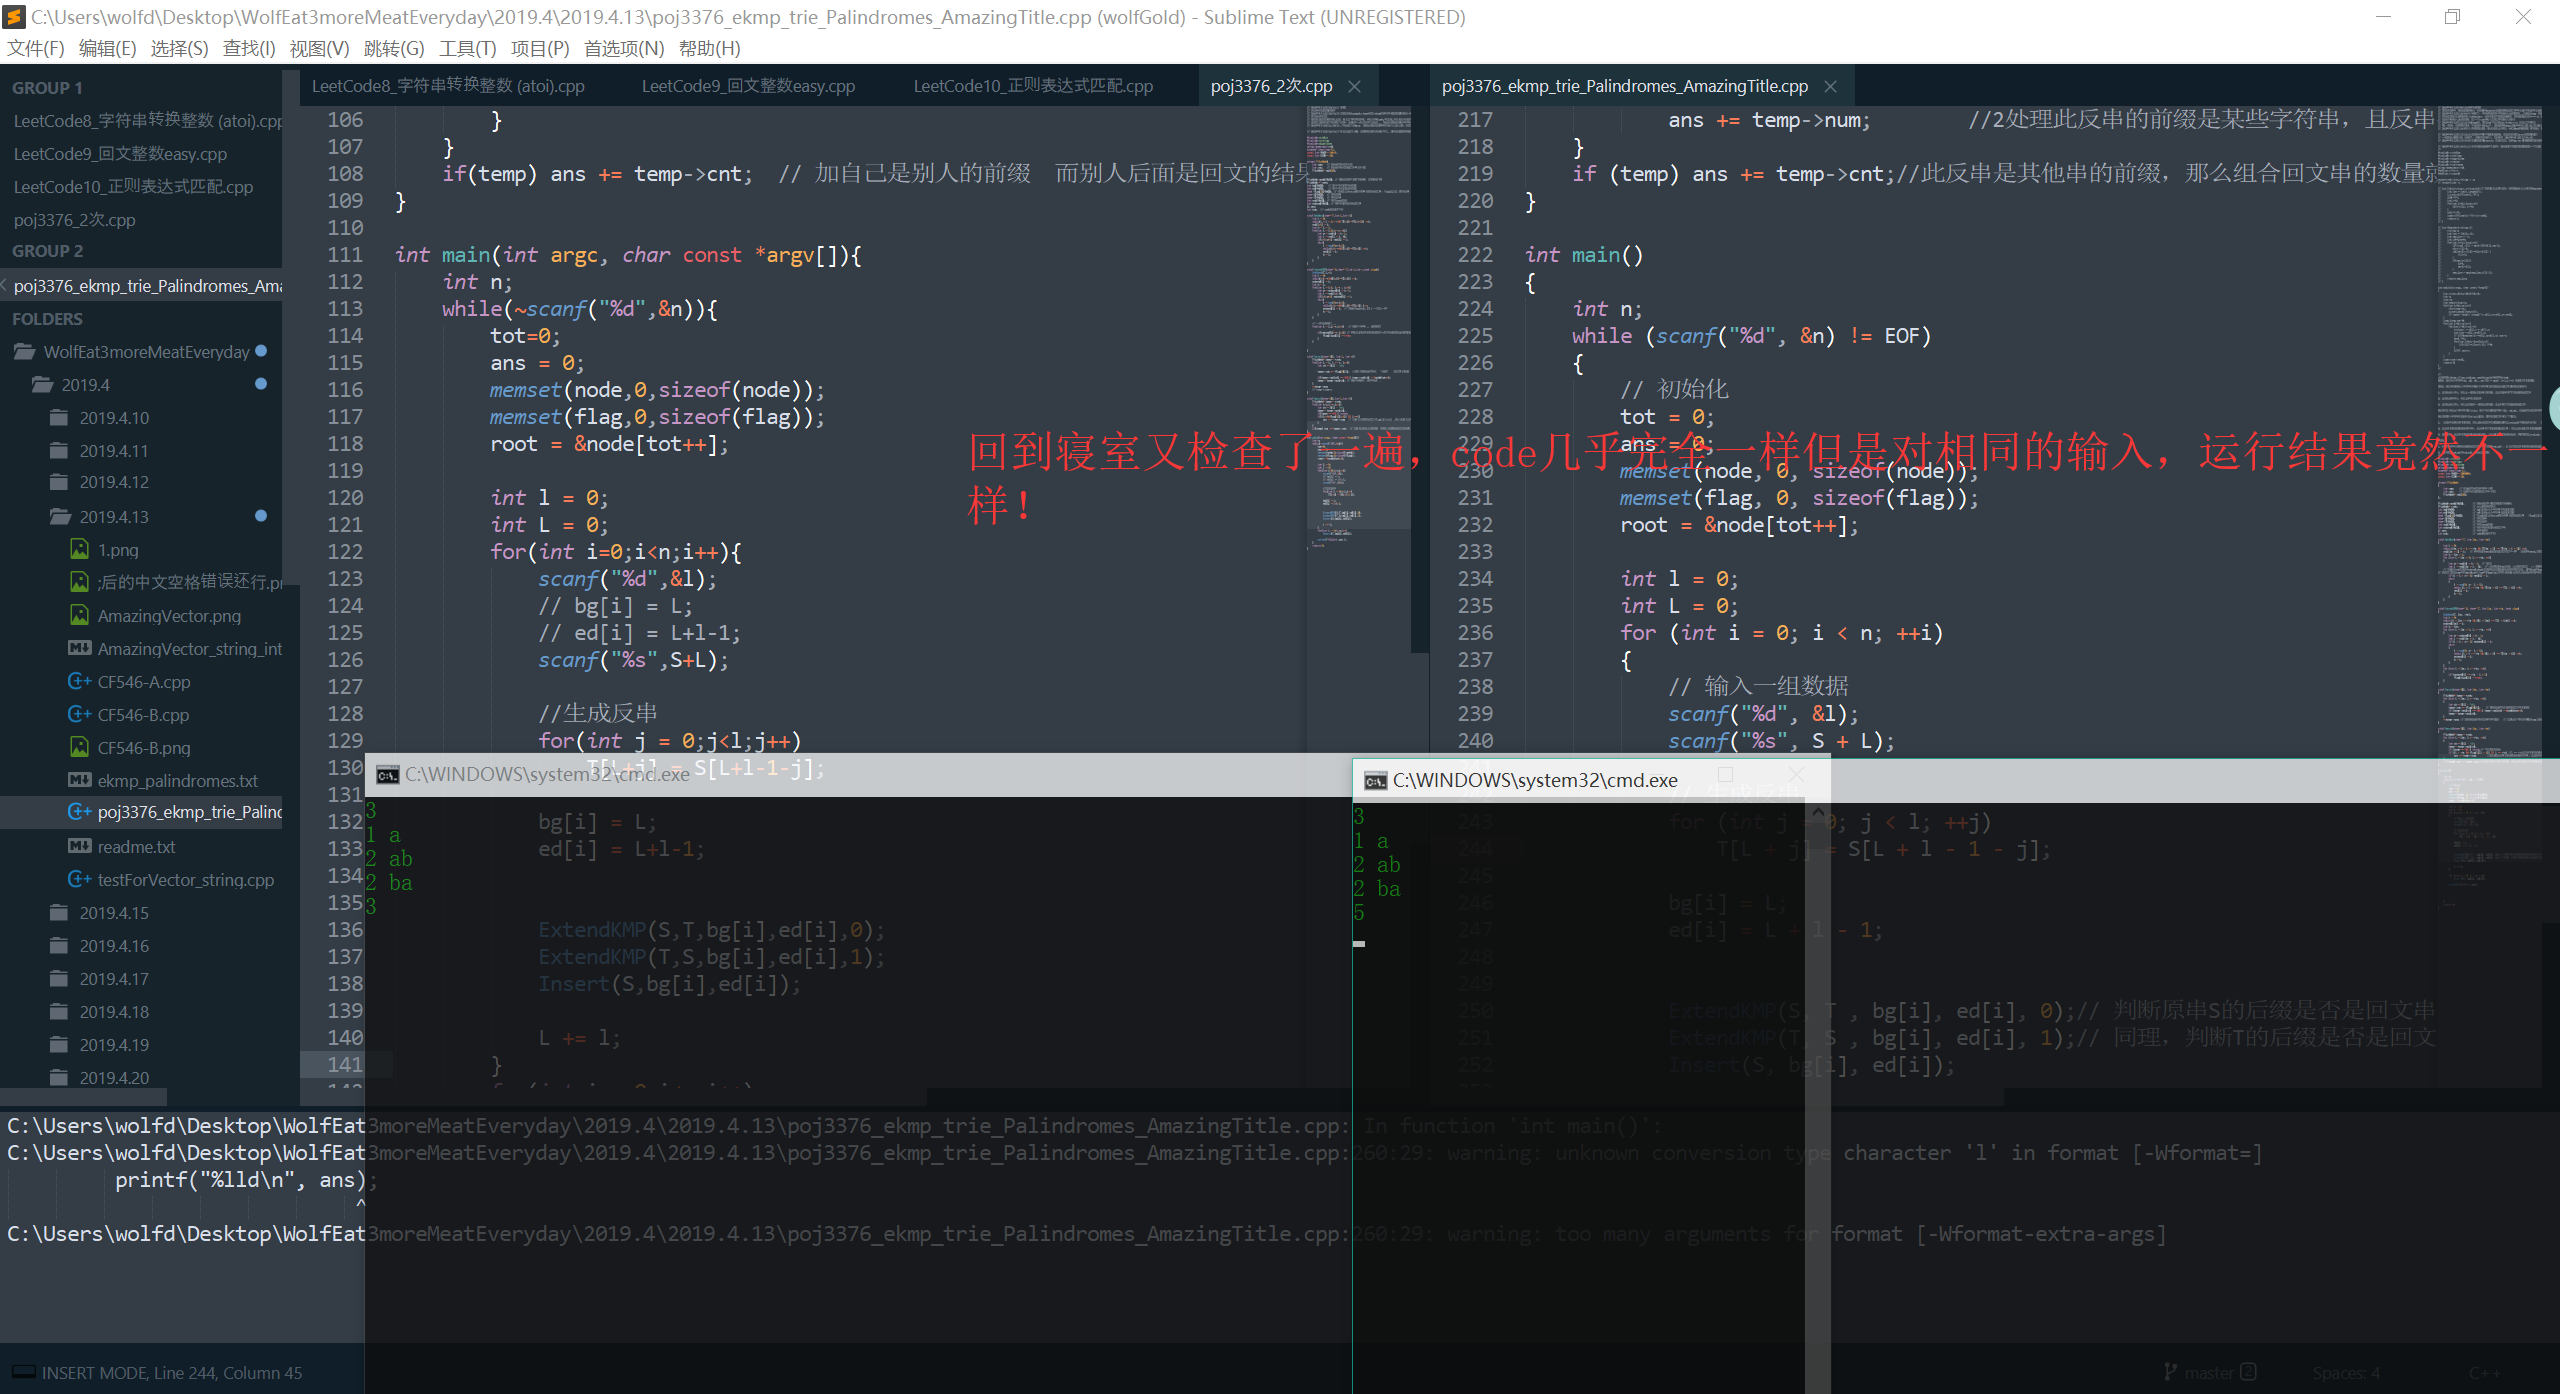 C:\Users\wolfd\Desktop\WolfEat3moreMeatEveryday\2019.4\2019.4.13\poj3376_ekmp_trie_Palindromes_AmazingTitle.cpp (wolfGold) - Sublime Text (UNREGISTERED)
文件(F) 编辑(E) 选择(S) 查找(I) 视图(V) 跳转(G) 工具(T) 项目(P) 首选项(N) 帮助(H)
GROUP 1
LeetCode8_字符串转换整数 (atoi).cpp
LeetCode9_回文整数easy.cpp
LeetCode10_正则表达式匹配.cpp
poj3376_2次.cpp
GROUP 2
poj3376_ekmp_trie_Palindromes_Ama
FOLDERS
WolfEat3moreMeatEveryday
2019.4
2019.4.10
2019.4.11
2019.4.12
2019.4.13
1.png
;后的中文空格错误还行.pn
AmazingVector.png
AmazingVector_string_int
CF546-A.cpp
CF546-B.cpp
CF546-B.png
ekmp_palindromes.txt
poj3376_ekmp_trie_Palind
readme.txt
testForVector_string.cpp
2019.4.15
2019.4.16
2019.4.17
2019.4.18
2019.4.19
2019.4.20
LeetCode8_字符串转换整数 (atoi).cpp LeetCode9_回文整数easy.cpp LeetCode10_正则表达式匹配.cpp poj3376_2次.cpp
106 }
107 }
108 if(temp) ans += temp->cnt; // 加自己是别人的前缀 而别人后面是回文的结果
109 }
110
111 int main(int argc, char const *argv[]){
112 int n;
113 while(~scanf("%d",&n)){
114 tot=0;
115 ans = 0;
116 memset(node,0,sizeof(node));
117 memset(flag,0,sizeof(flag));
118 root = &node[tot++];
119
120 int l = 0;
121 int L = 0;
122 for(int i=0;i<n;i++){
123 scanf("%d",&l);
124 // bg[i] = L;
125 // ed[i] = L+l-1;
126 scanf("%s",S+L);
127
128 //生成反串
129 for(int j = 0;j<l;j++)
130 T[L+j] = S[L+l-1-j];
131
132 bg[i] = L;
133 ed[i] = L+l-1;
134
135
136 ExtendKMP(S,T,bg[i],ed[i],0);
137 ExtendKMP(T,S,bg[i],ed[i],1);
138 Insert(S,bg[i],ed[i]);
139
140 L += l;
141 }
poj3376_ekmp_trie_Palindromes_AmazingTitle.cpp
217 ans += temp->num; //2处理此反串的前缀是某些字符串，且反串
218 }
219 if (temp) ans += temp->cnt;//此反串是其他串的前缀，那么组合回文串的数量就
220 }
221
222 int main()
223 {
224 int n;
225 while (scanf("%d", &n) != EOF)
226 {
227 // 初始化
228 tot = 0;
229 ans = 0;
230 memset(node, 0, sizeof(node));
231 memset(flag, 0, sizeof(flag));
232 root = &node[tot++];
233
234 int l = 0;
235 int L = 0;
236 for (int i = 0; i < n; ++i)
237 {
238 // 输入一组数据
239 scanf("%d", &l);
240 scanf("%s", S + L);
// 生成反串
243 for (int j = 0; j < l; ++j)
244 T[L + j] = S[L + l - 1 - j];
245
246 bg[i] = L;
247 ed[i] = L + l - 1;
248
249
250 ExtendKMP(S, T , bg[i], ed[i], 0);// 判断原串S的后缀是否是回文串
251 ExtendKMP(T, S , bg[i], ed[i], 1);// 同理，判断T的后缀是否是回文
252 Insert(S, bg[i], ed[i]);
回到寝室又检查了一遍，code几乎完全一样但是对相同的输入，运行结果竟然不一
样！
C:\WINDOWS\system32\cmd.exe
3
1 a
2 ab
2 ba
3
C:\WINDOWS\system32\cmd.exe
3
1 a
2 ab
2 ba
5
C:\Users\wolfd\Desktop\WolfEat3moreMeatEveryday\2019.4\2019.4.13\poj3376_ekmp_trie_Palindromes_AmazingTitle.cpp: In function 'int main()':
C:\Users\wolfd\Desktop\WolfEat3moreMeatEveryday\2019.4\2019.4.13\poj3376_ekmp_trie_Palindromes_AmazingTitle.cpp:260:29: warning: unknown conversion type character 'l' in format [-Wformat=]
printf("%lld\n", ans);
^
C:\Users\wolfd\Desktop\WolfEat3moreMeatEveryday\2019.4\2019.4.13\poj3376_ekmp_trie_Palindromes_AmazingTitle.cpp:260:29: warning: too many arguments for format [-Wformat-extra-args]
INSERT MODE, Line 244, Column 45
master 2 Spaces: 4 C++